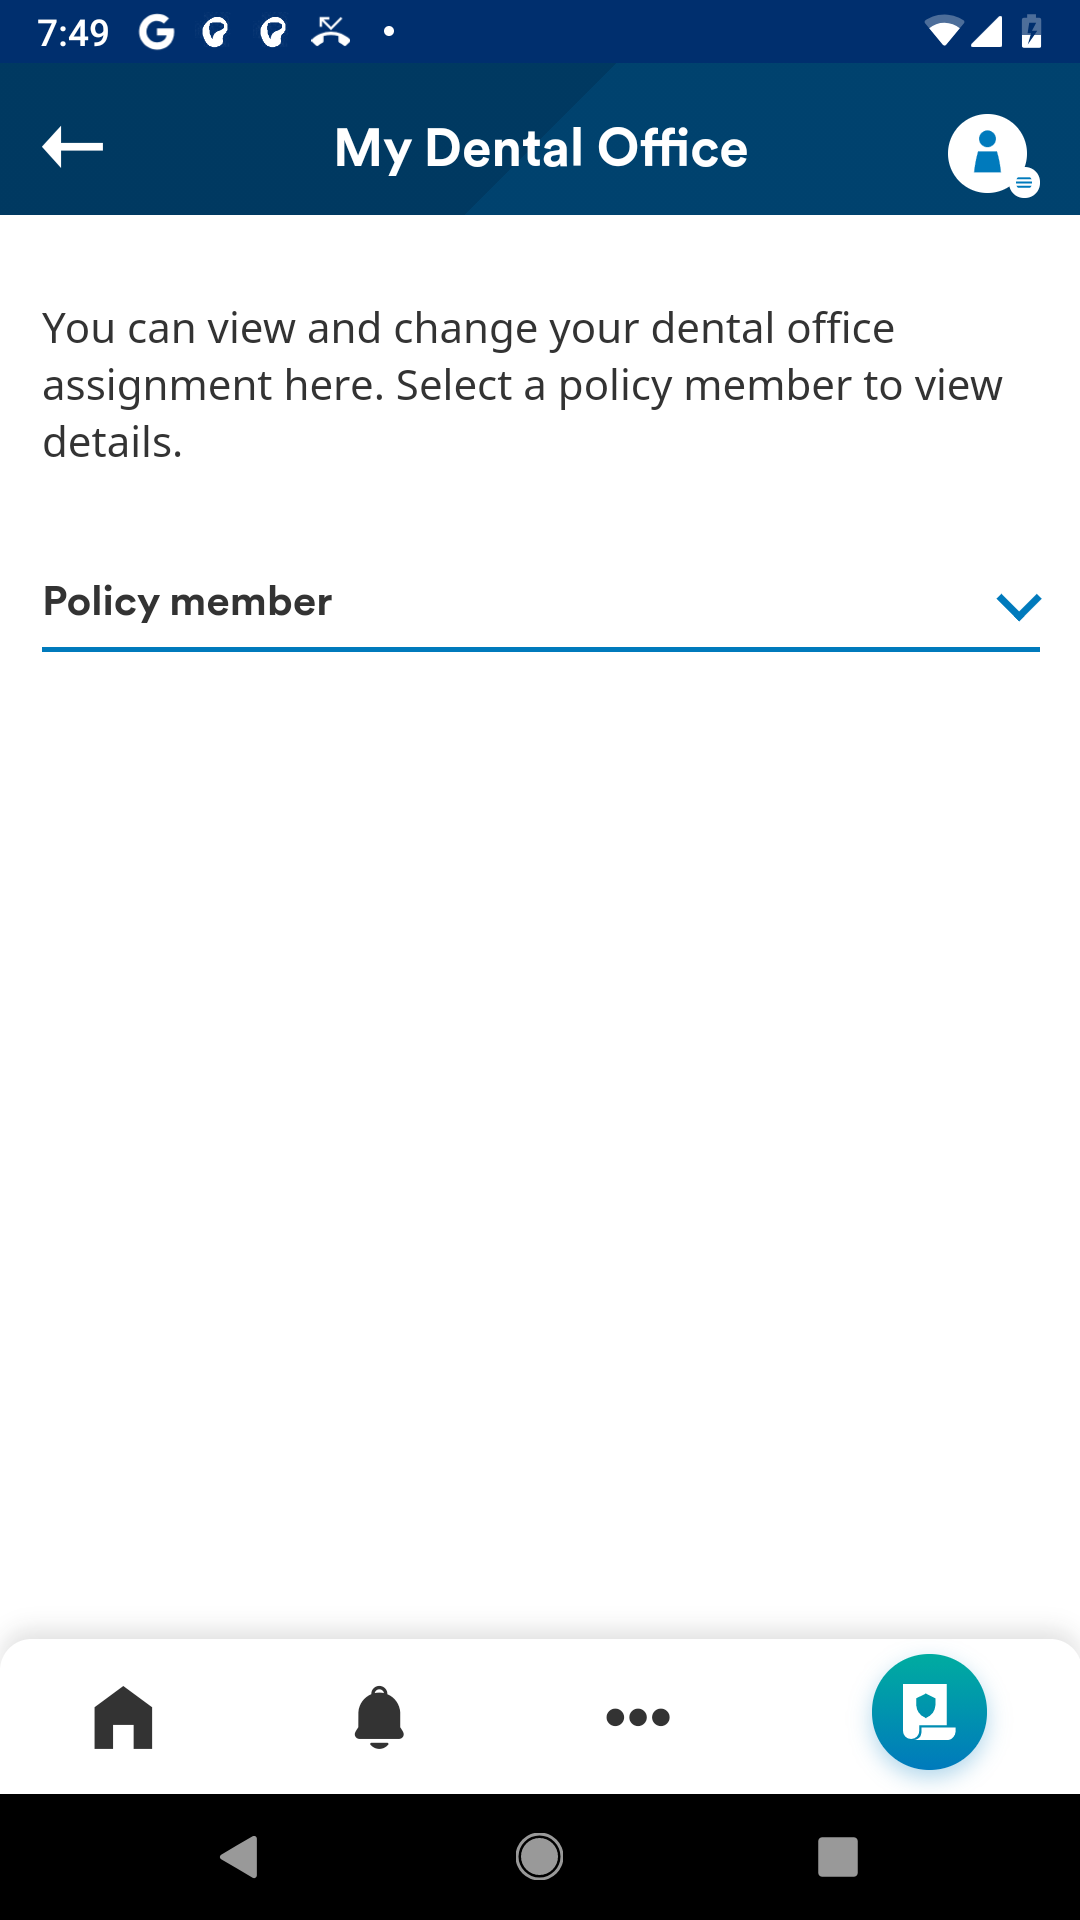 7:49
My Dental Office
You can view and change your dental office
assignment here. Select a policy member to view
details.
Policy member